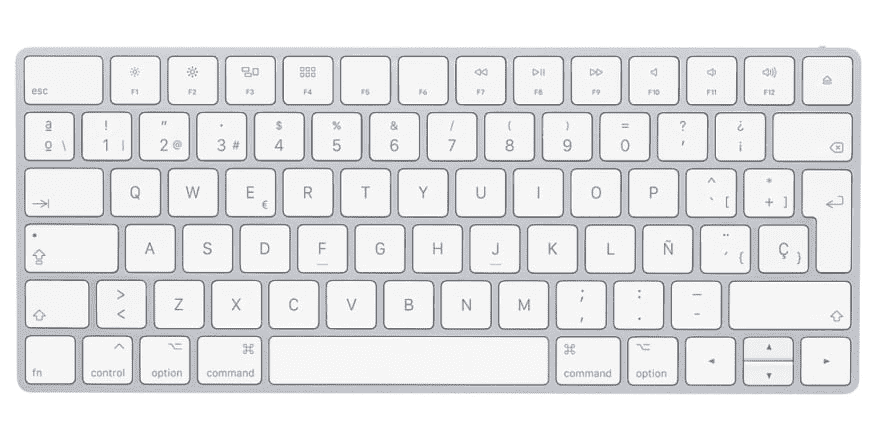 esc F1 F2 F3 F4 F5 F6 F7 F8 F9 F10 F11 F12
ª ! " · $ % & / ( ) = ? ¿
º \ 1 | 2 @ 3 # 4 5 6 7 8 9 0 ' ¡
Q W E € R T Y U I O P ^ ` [ * + ]
A S D F G H J K L Ñ ¨ ´ { Ç }
> < Z X C V B N M ; , : . _ -
fn control option command command option